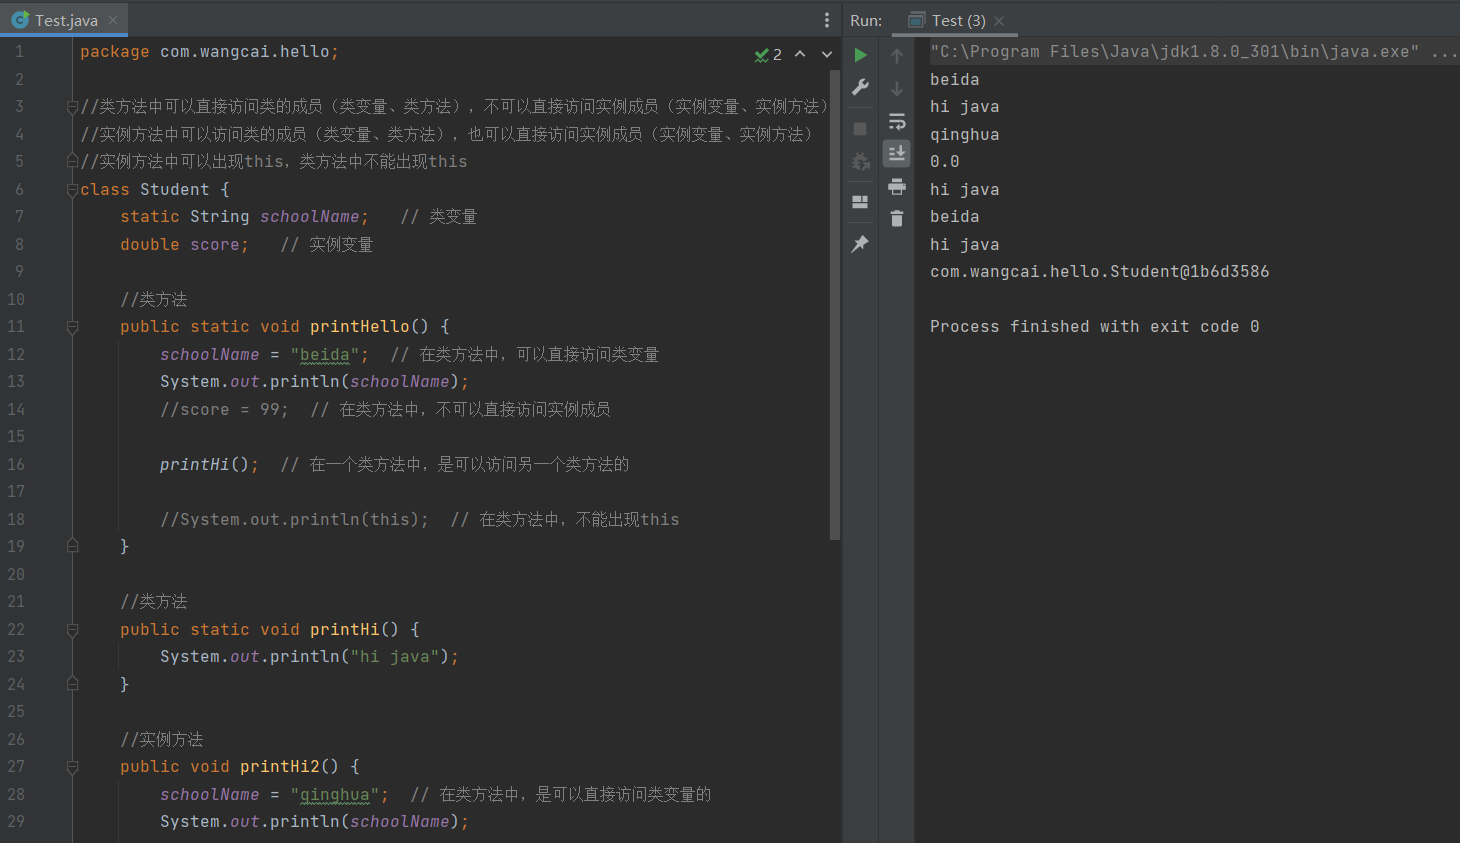 Test.java
Run:
Test (3)
1 package com.wangcai.hello;
2
2
3 //类方法中可以直接访问类的成员（类变量、类方法），不可以直接访问实例成员（实例变量、实例方法）
4 //实例方法中可以访问类的成员（类变量、类方法），也可以直接访问实例成员（实例变量、实例方法）
5 //实例方法中可以出现this，类方法中不能出现this
6 class Student {
7 static String schoolName; // 类变量
8 double score; // 实例变量
9
10 //类方法
11 public static void printHello() {
12 schoolName = "beida"; // 在类方法中，可以直接访问类变量
13 System.out.println(schoolName);
14 //score = 99; // 在类方法中，不可以直接访问实例成员
15
16 printHi(); // 在一个类方法中，是可以访问另一个类方法的
17
18 //System.out.println(this); // 在类方法中，不能出现this
19 }
20
21 //类方法
22 public static void printHi() {
23 System.out.println("hi java");
24 }
25
26 //实例方法
27 public void printHi2() {
28 schoolName = "qinghua"; // 在类方法中，是可以直接访问类变量的
29 System.out.println(schoolName);
"C:\Program Files\Java\jdk1.8.0_301\bin\java.exe" ...
beida
hi java
qinghua
0.0
hi java
beida
hi java
com.wangcai.hello.Student@1b6d3586
Process finished with exit code 0